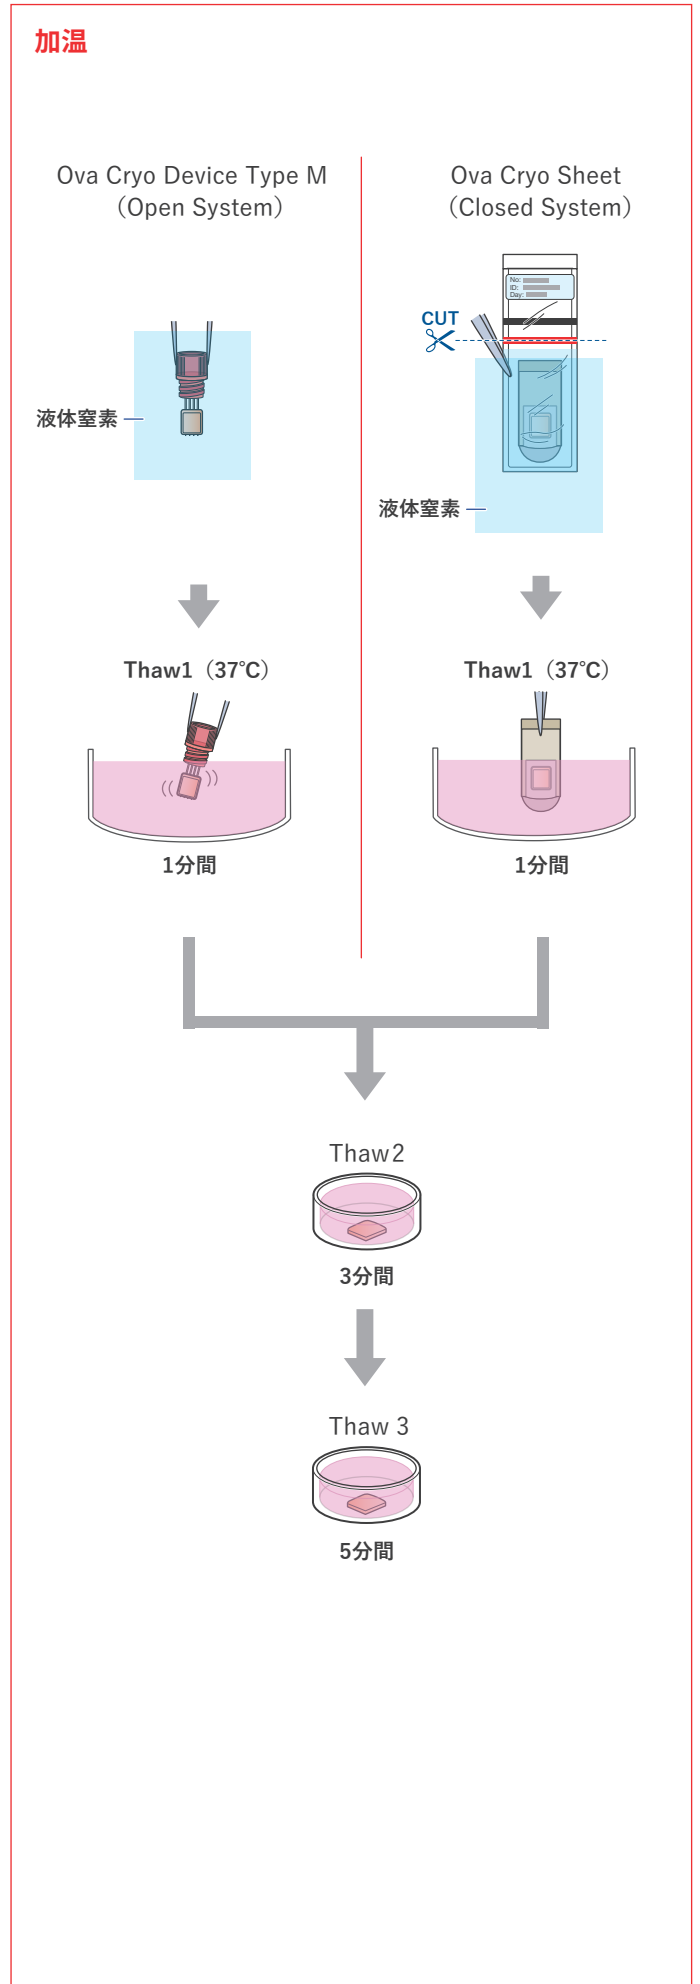 加温
Ova Cryo Device Type M
（Open System）
液体窒素
Ova Cryo Sheet
（Closed System）
No:
ID:
Day:
CUT
液体窒素
Thaw1（37℃）
1分間
Thaw1（37℃）
1分間
Thaw2
3分間
Thaw 3
5分間